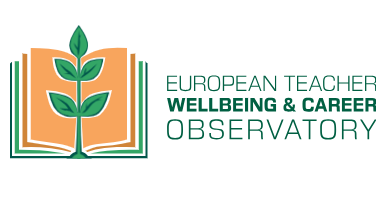 EUROPEAN TEACHER
WELLBEING & CAREER
OBSERVATORY